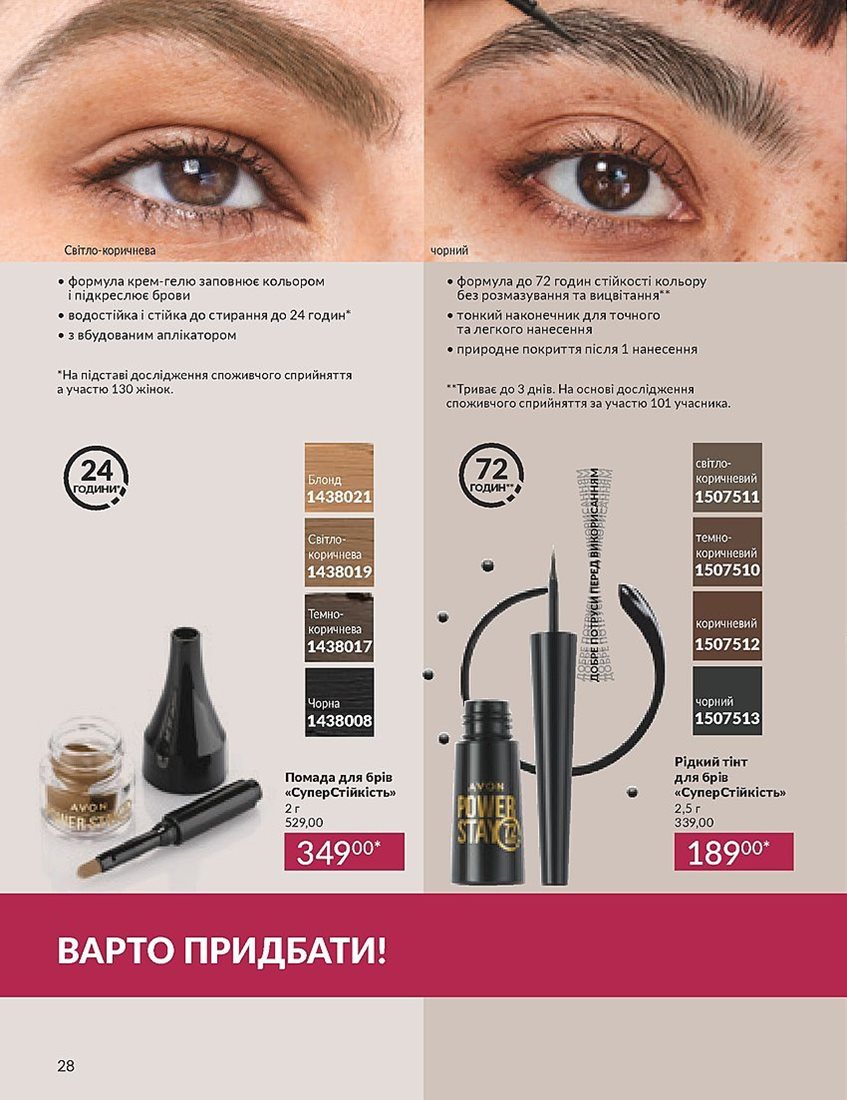 Світло-коричнева
• формула крем-гелю заповнює кольором
і підкреслює брови
• водостійка і стійка до стирання до 24 годин*
• з вбудованим аплікатором
*На підставі дослідження споживчого сприйняття
а участю 130 жінок.
24
ГОДИНИ*
Блонд
1438021
Світло-
коричнева
1438019
Темно-
коричнева
1438017
Чорна
1438008
AVON
POWER STAY
Помада для брів
«СуперСтійкість»
2 г
529,00
34900*
чорний
• формула до 72 годин стійкості кольору
без розмазування та вицвітання**
• тонкий наконечник для точного
та легкого нанесення
• природне покриття після 1 нанесення
**Триває до 3 днів. На основі дослідження
споживчого сприйняття за участю 101 учасника.
72
ГОДИН**
ДОБРЕ ПОТРУСИ ПЕРЕД ВИКОРИСАННЯМ
світло-
коричневий
1507511
темно-
коричневий
1507510
коричневий
1507512
чорний
1507513
AVON
POWER
STAY
72
Рідкий тінт
для брів
«СуперСтійкість»
2,5 г
339,00
18900*
ВАРТО ПРИДБАТИ!
28